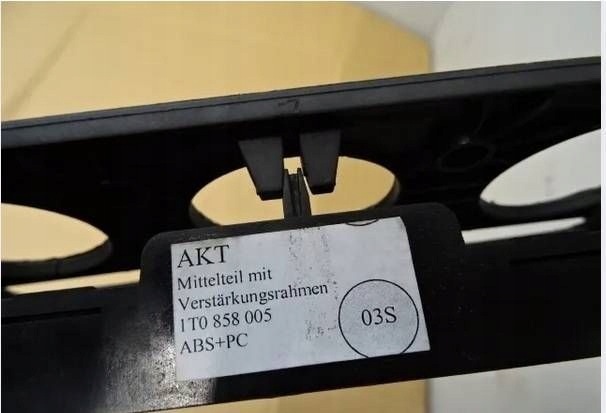 AKT
Mittelteil mit
Verstärkungsrahmen
1T0 858 005
ABS+PC
03S